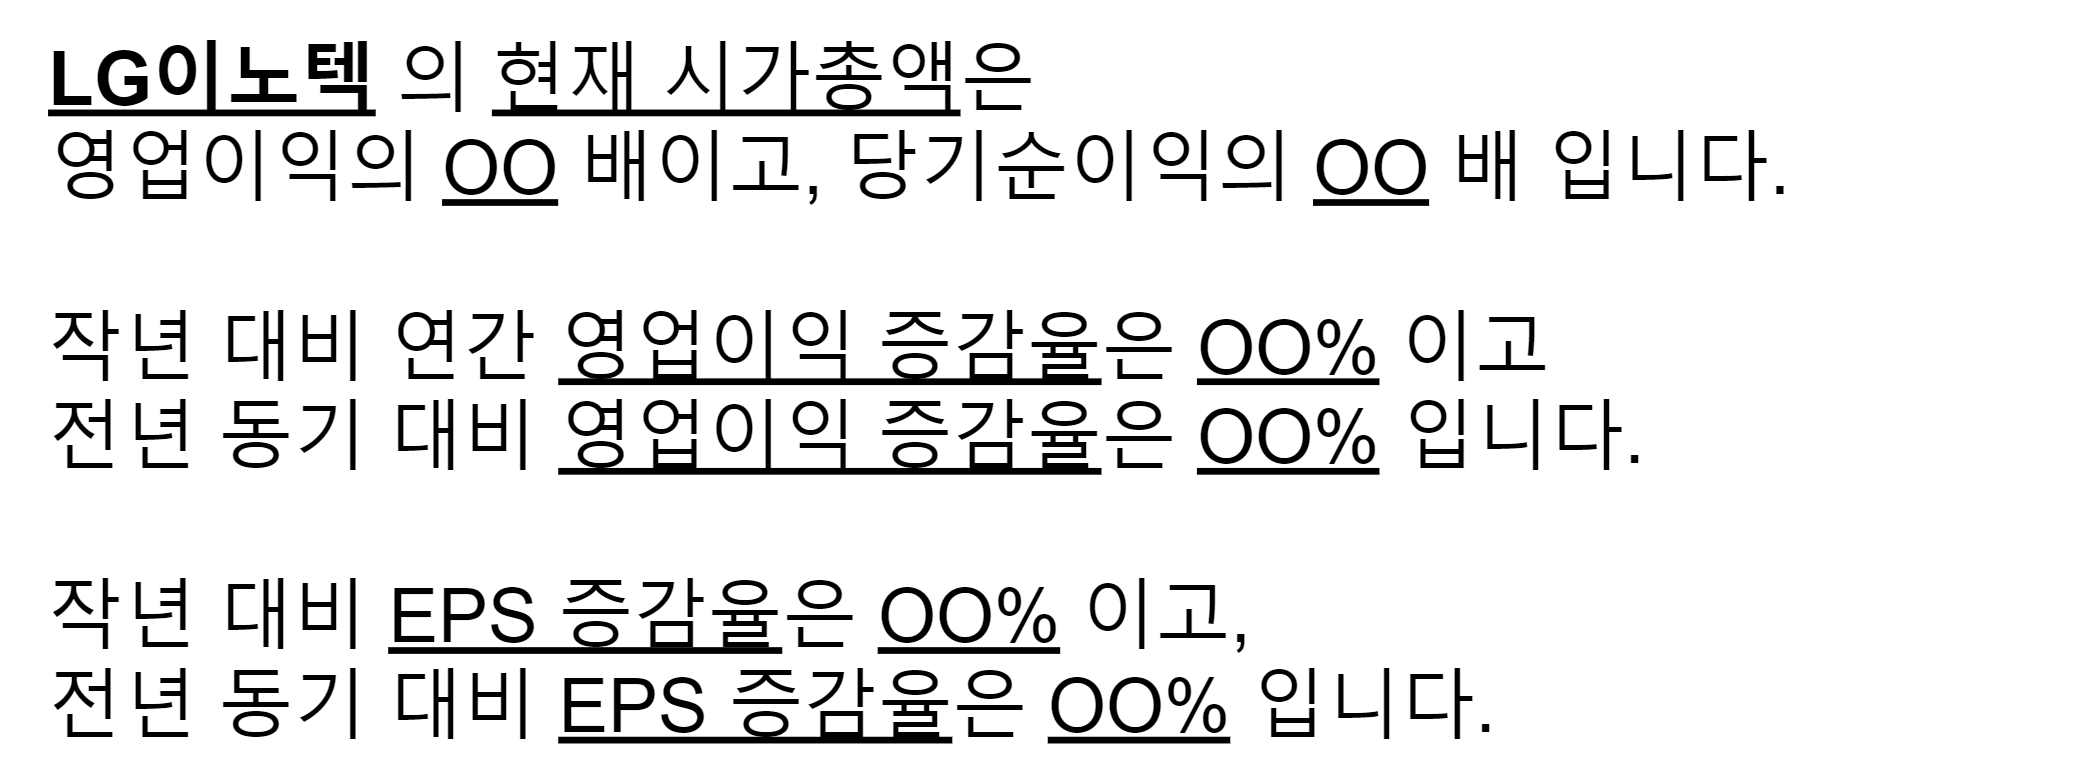 LG이노텍 의 현재 시가총액은
영업이익의 OO 배이고, 당기순이익의 OO 배 입니다.
작년 대비 연간 영업이익 증감율은 OO% 이고
전년 동기 대비 영업이익 증감율은 OO% 입니다.
작년 대비 EPS 증감율은 OO% 이고,
전년 동기 대비 EPS 증감율은 OO% 입니다.